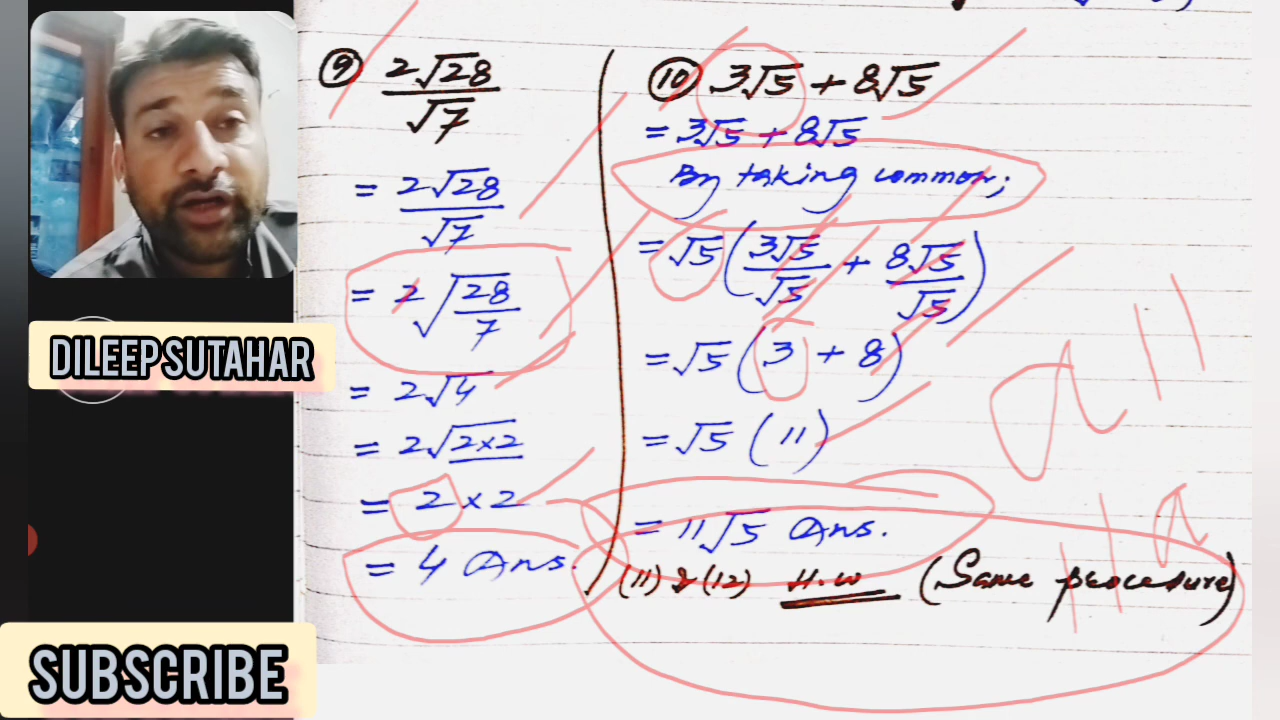 (9) 2√28/√7
= 2√28/√7
= 2√(28/7)
= 2√4
= 2√(2×2)
= 2 × 2
= 4 Ans.
(10) 3√5 + 8√5
= 3√5 + 8√5
By taking common;
= √5 (3√5/√5 + 8√5/√5)
= √5 (3 + 8)
= √5 (11)
= 11√5 Ans.
(11) & (12) H.W (Same procedure)
a11
11a
DILEEP SUTAHAR
SUBSCRIBE